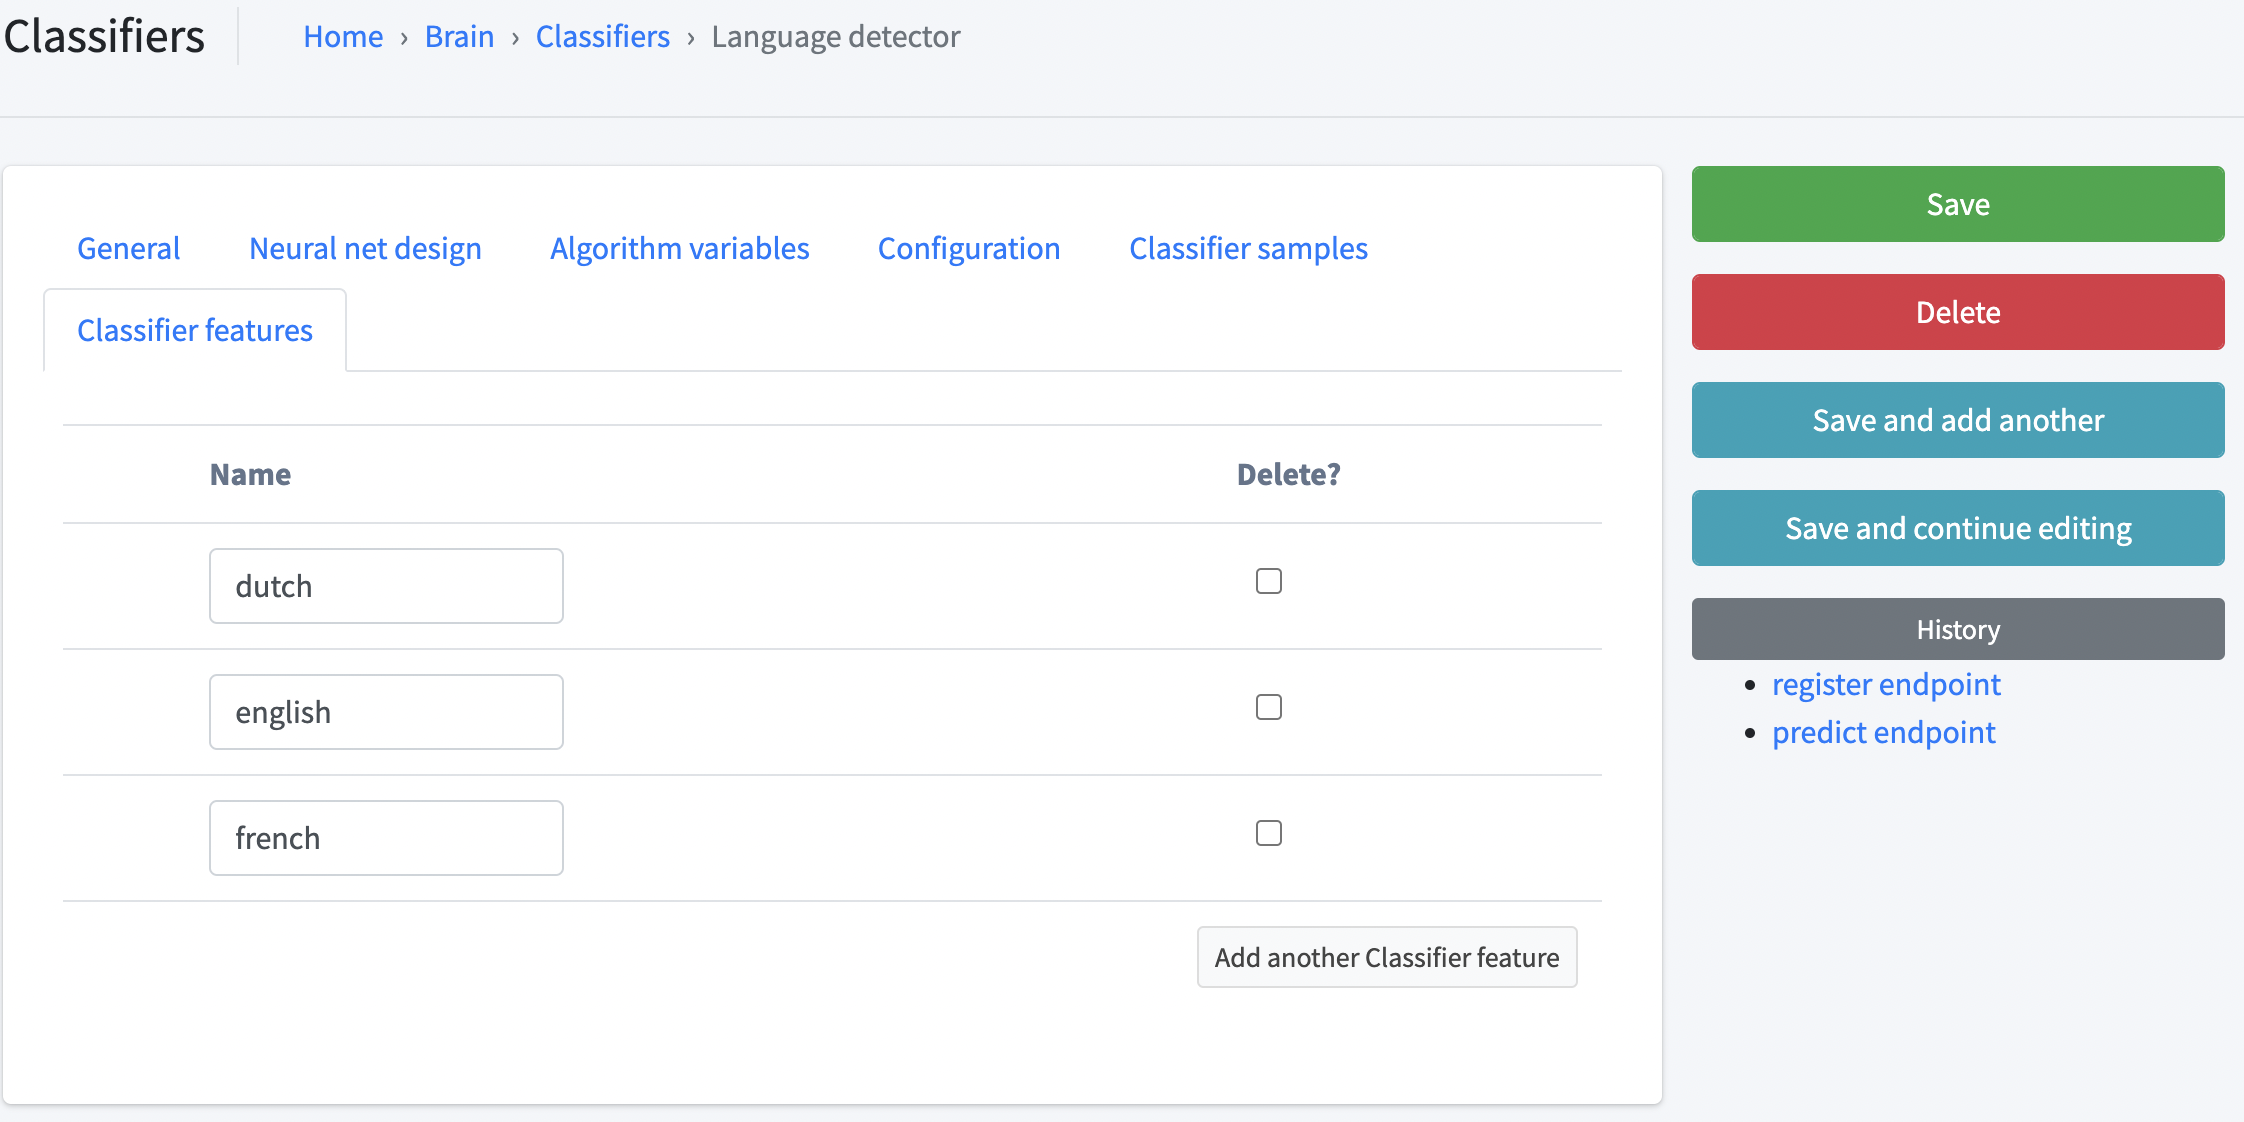 Classifiers
Home › Brain › Classifiers › Language detector
General Neural net design Algorithm variables Configuration Classifier samples
Classifier features
Name Delete?
dutch
english
french
Add another Classifier feature
Save
Delete
Save and add another
Save and continue editing
History
register endpoint
predict endpoint